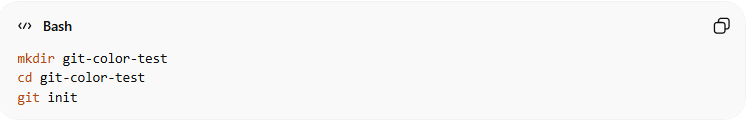 Bash
mkdir git-color-test
cd git-color-test
git init